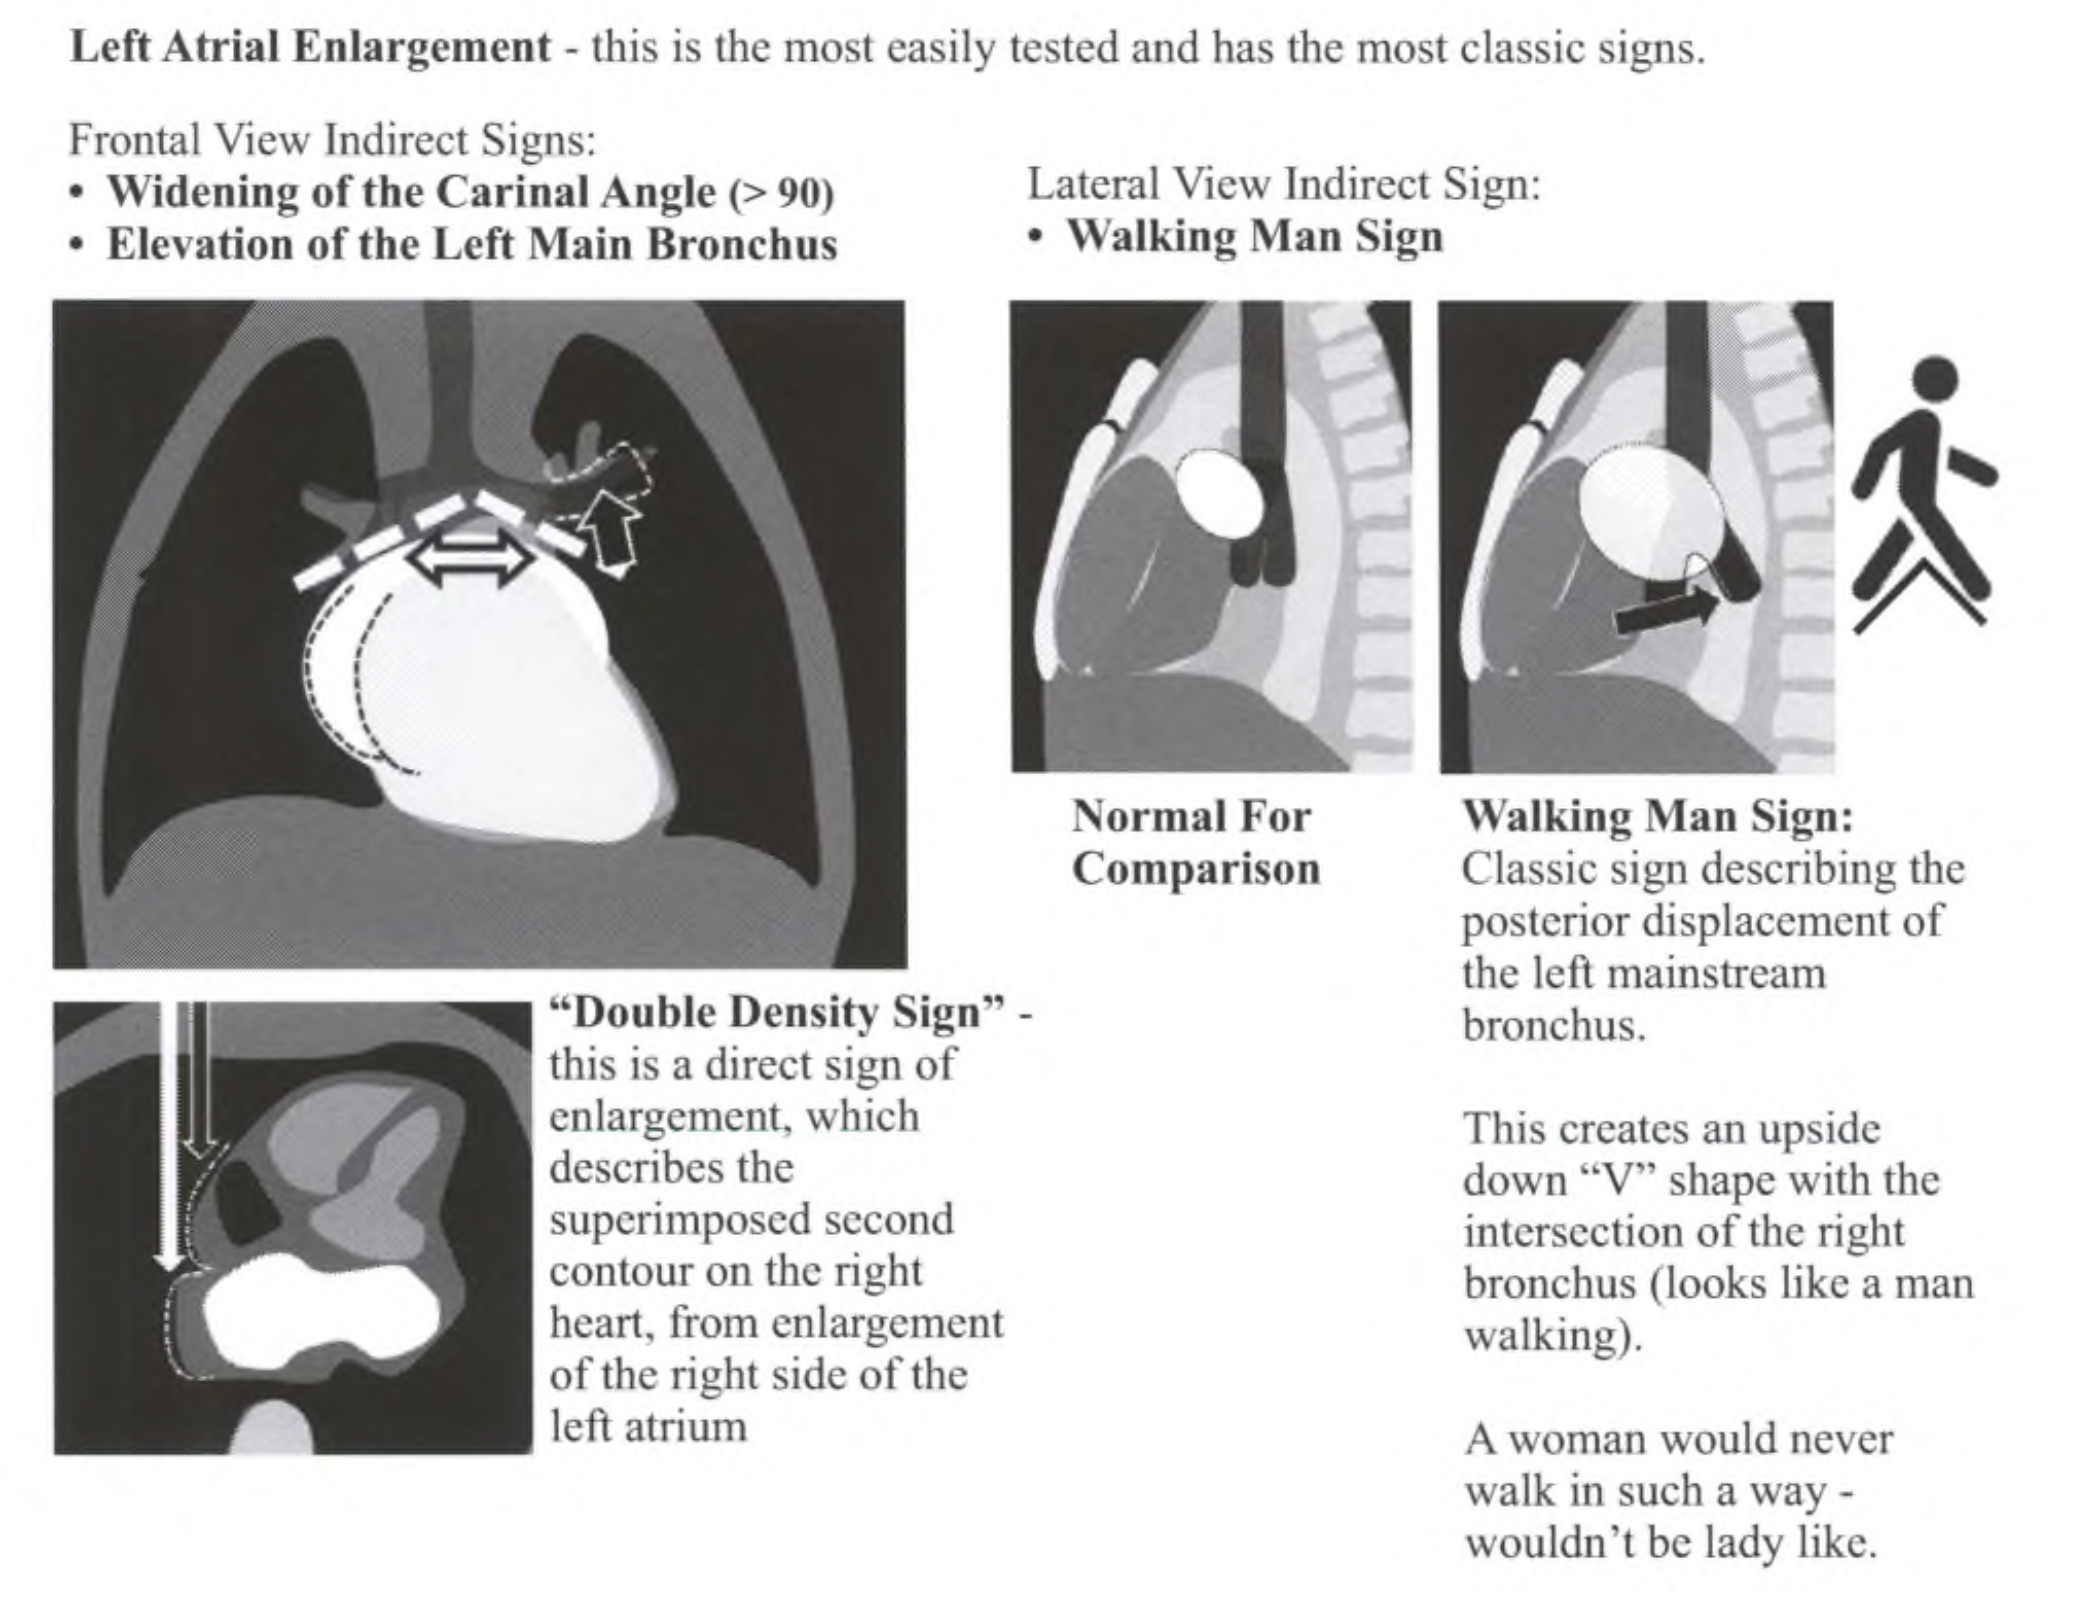 Left Atrial Enlargement - this is the most easily tested and has the most classic signs.
Frontal View Indirect Signs:
• Widening of the Carinal Angle (> 90)
• Elevation of the Left Main Bronchus
Lateral View Indirect Sign:
• Walking Man Sign
Normal For
Comparison
Walking Man Sign:
Classic sign describing the
posterior displacement of
the left mainstream
bronchus.
This creates an upside
down “V” shape with the
intersection of the right
bronchus (looks like a man
walking).
A woman would never
walk in such a way -
wouldn’t be lady like.
“Double Density Sign” -
this is a direct sign of
enlargement, which
describes the
superimposed second
contour on the right
heart, from enlargement
of the right side of the
left atrium